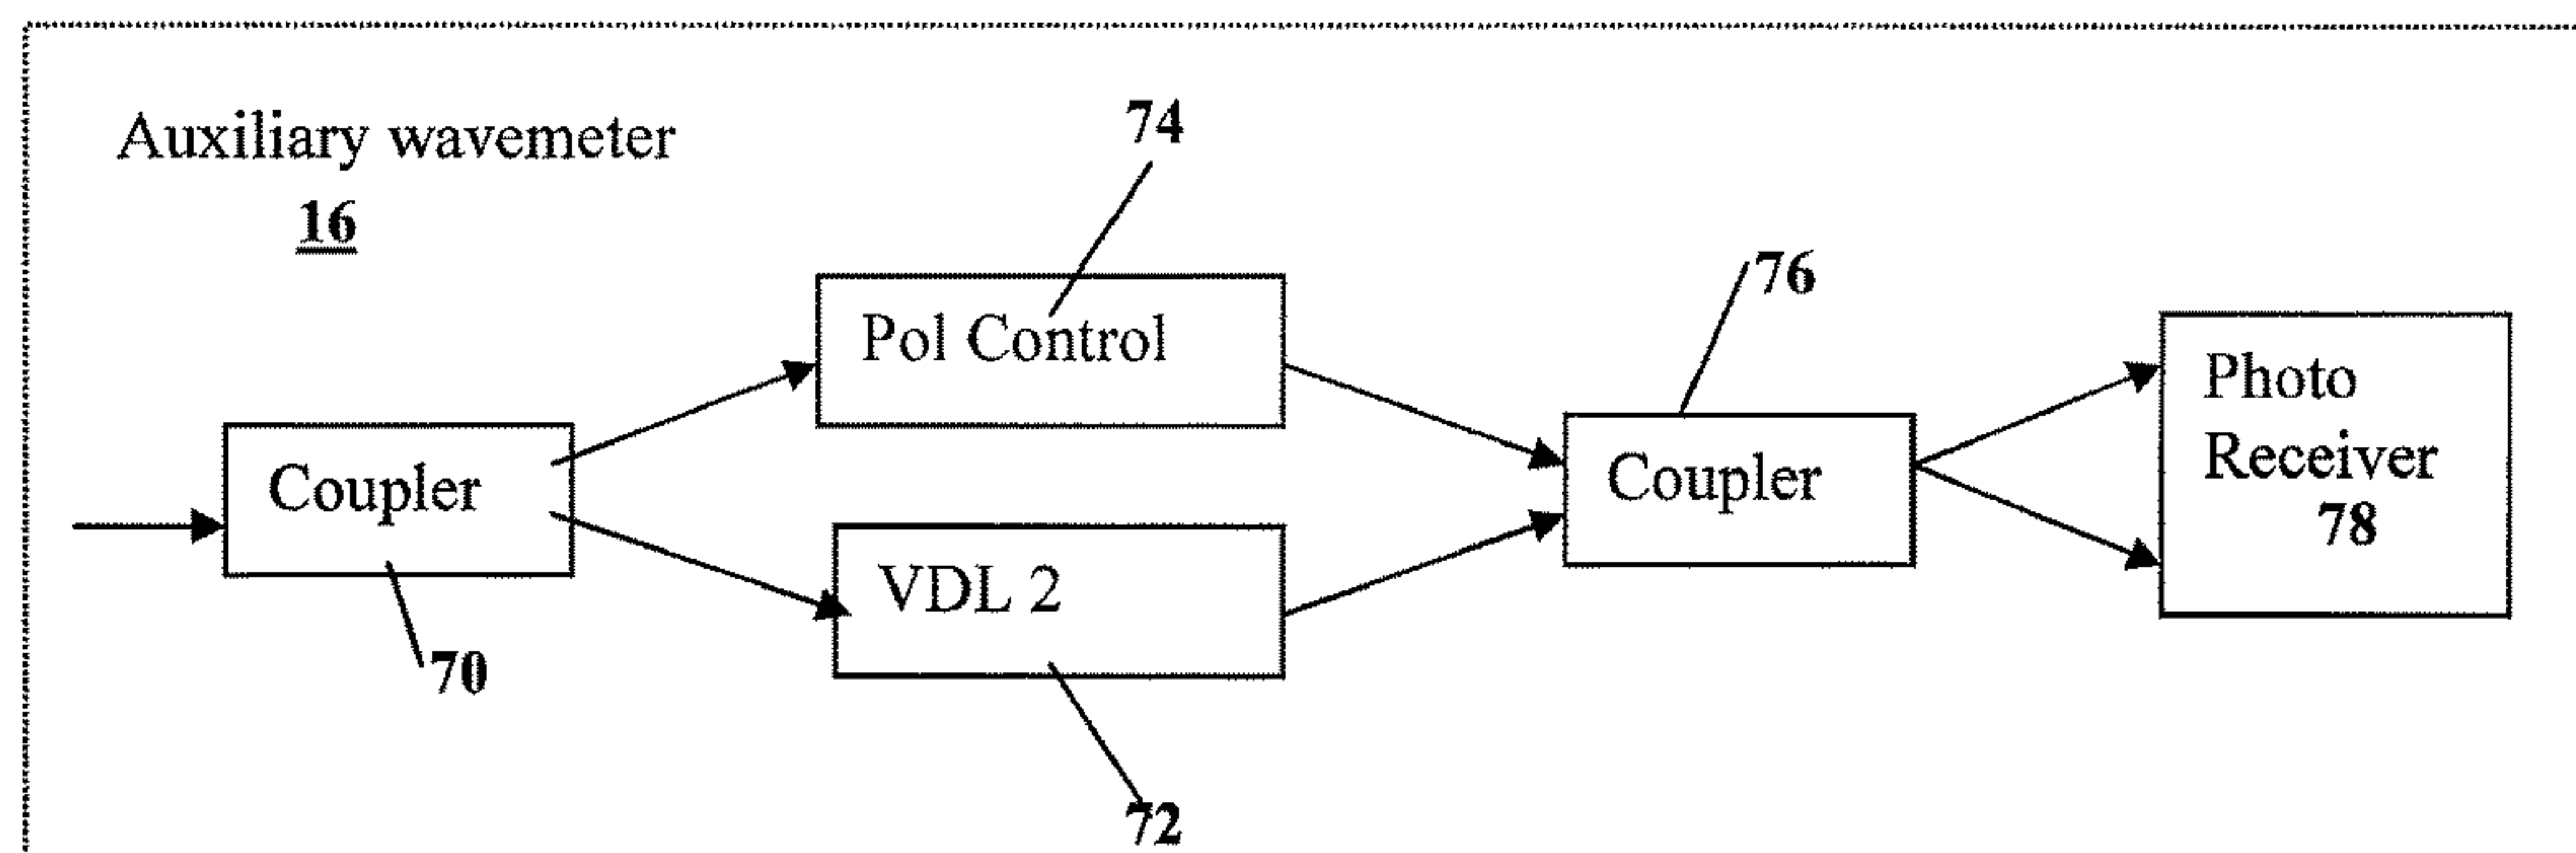 Auxiliary wavemeter
16
74
Pol Control
76
Photo
Receiver
78
Coupler
Coupler
70
VDL 2
72